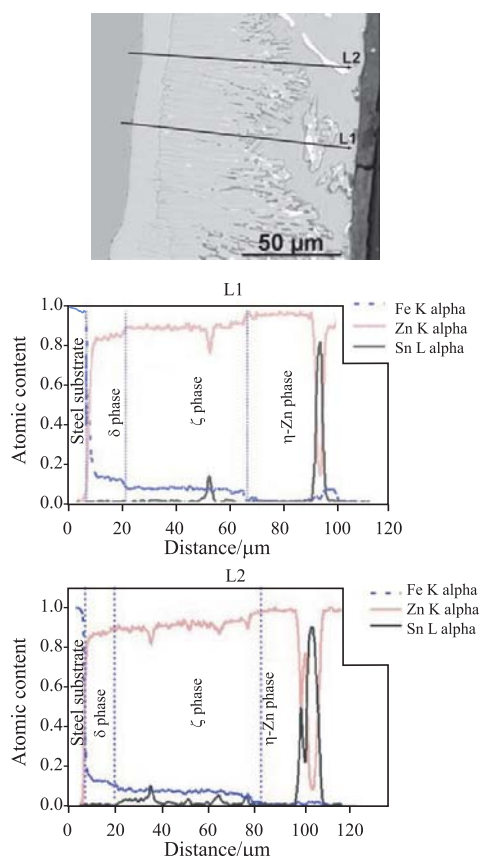 L2
L1
50 μm
L1
Fe K alpha
Zn K alpha
Sn L alpha
Atomic content
1.0
0.8
0.6
0.4
0.2
0.0
Steel substrate
δ phase
ζ phase
η-Zn phase
0 20 40 60 80 100 120
Distance/μm
L2
Fe K alpha
Zn K alpha
Sn L alpha
Atomic content
1.0
0.8
0.6
0.4
0.2
0.0
Steel substrate
δ phase
ζ phase
η-Zn phase
0 20 40 60 80 100 120
Distance/μm